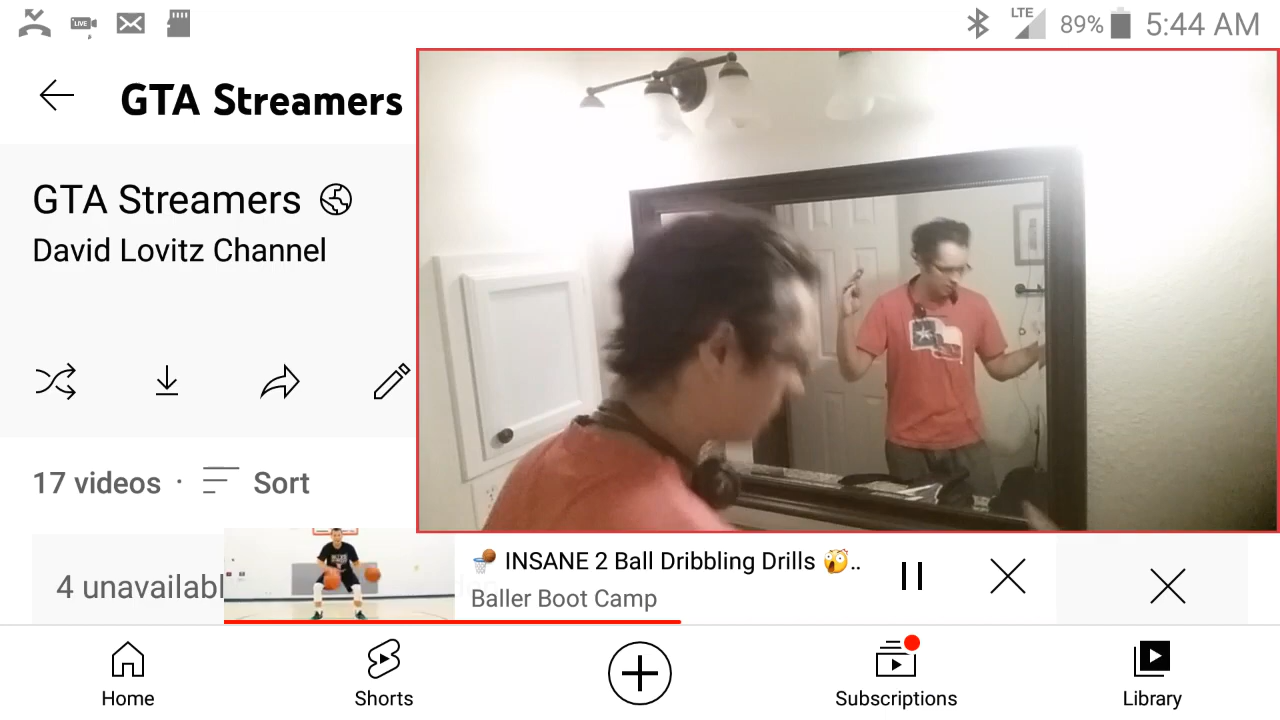 LIVE
LTE
89%
5:44 AM
GTA Streamers
GTA Streamers
David Lovitz Channel
17 videos · Sort
4 unavailabl
INSANE 2 Ball Dribbling Drills 😲..
Baller Boot Camp
Home
Shorts
Subscriptions
Library